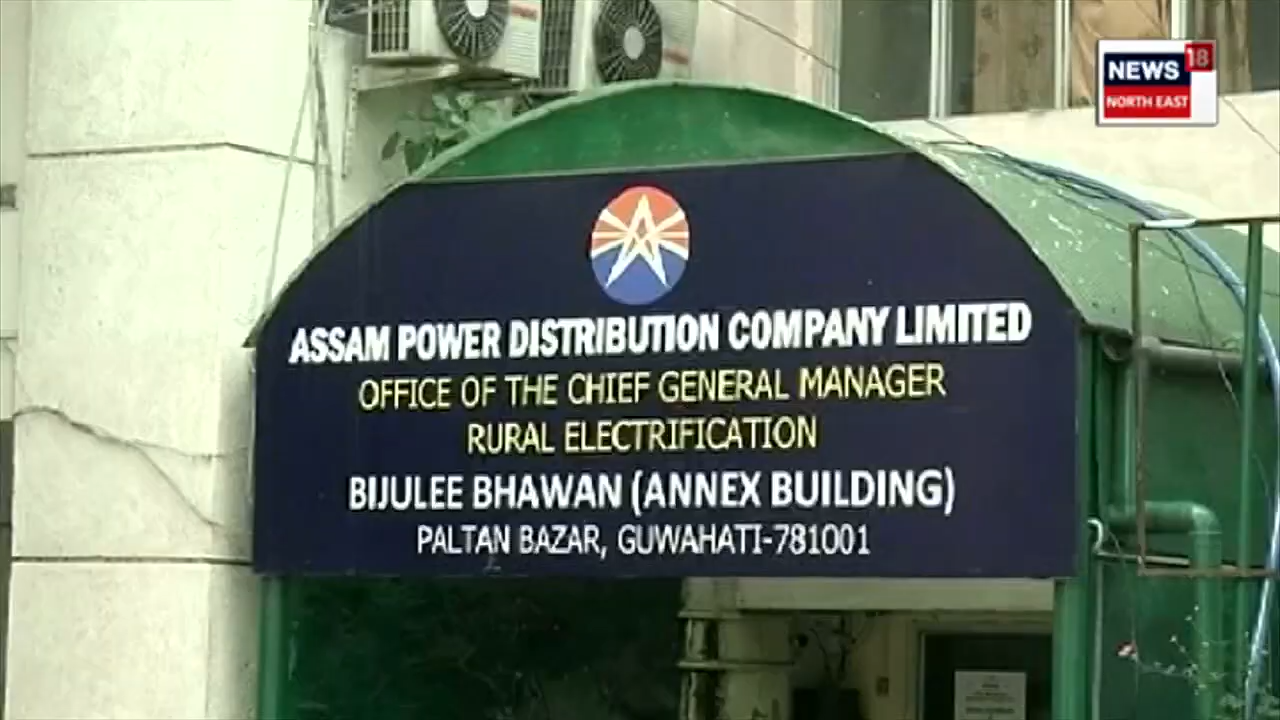 NEWS 18
NORTH EAST
ASSAM POWER DISTRIBUTION COMPANY LIMITED
OFFICE OF THE CHIEF GENERAL MANAGER
RURAL ELECTRIFICATION
BIJULEE BHAWAN (ANNEX BUILDING)
PALTAN BAZAR, GUWAHATI-781001